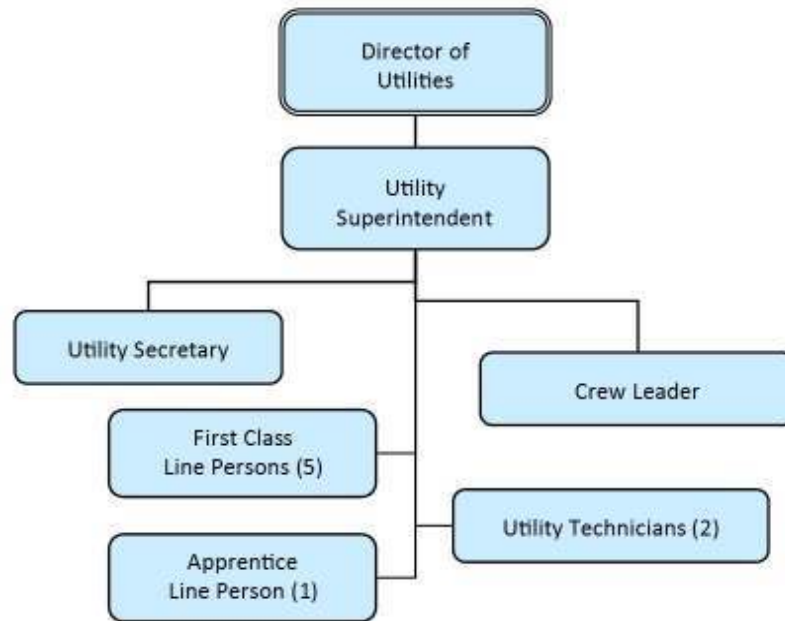 Director of
Utilities
Utility
Superintendent
Utility Secretary
Crew Leader
First Class
Line Persons (5)
Utility Technicians (2)
Apprentice
Line Person (1)